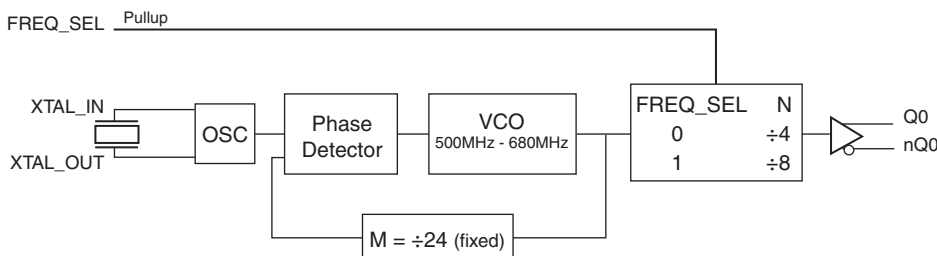 FREQ_SEL Pullup
XTAL_IN
XTAL_OUT
OSC
Phase
Detector
VCO
500MHz - 680MHz
FREQ_SEL N
0 ÷4
1 ÷8
Q0
nQ0
M = ÷24 (fixed)